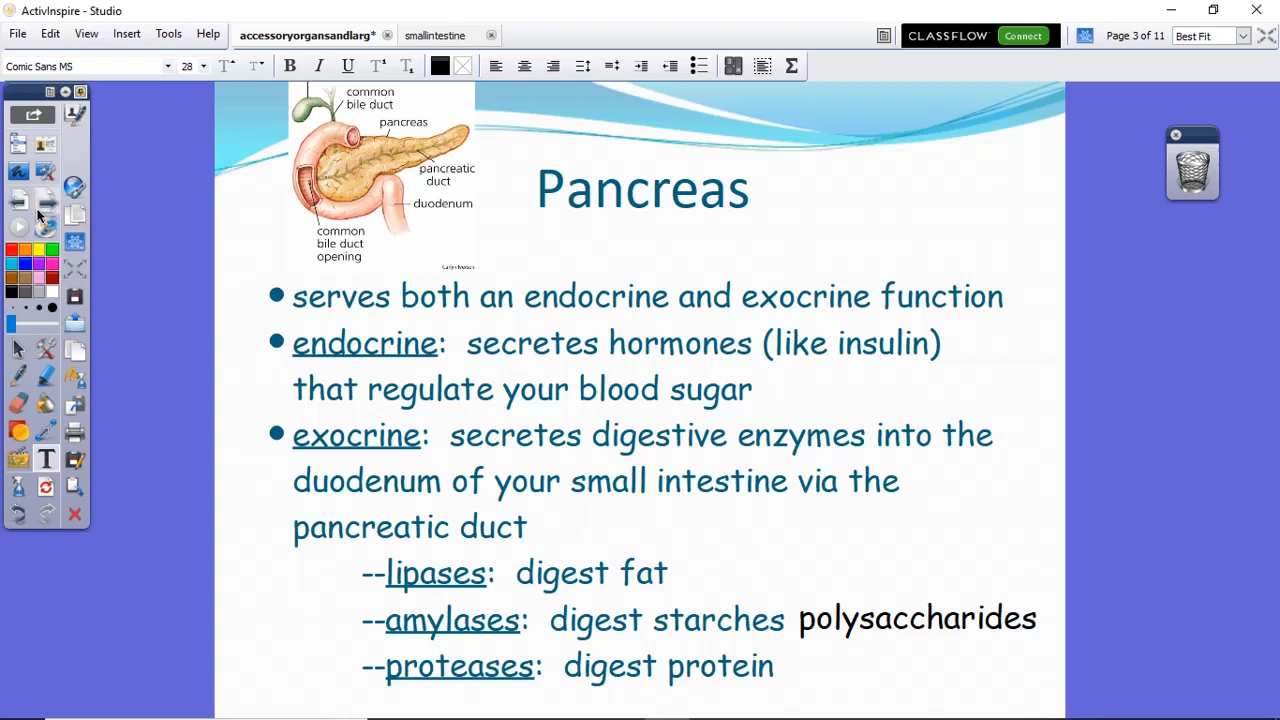 ActivInspire - Studio
File Edit View Insert Tools Help
accessoryorgansandlarg*
smallintestine
CLASSFLOW Connect
Page 3 of 11
Best Fit
Comic Sans MS
28
common
bile duct
pancreas
pancreatic
duct
duodenum
common
bile duct
opening
Pancreas
• serves both an endocrine and exocrine function
• endocrine: secretes hormones (like insulin)
that regulate your blood sugar
• exocrine: secretes digestive enzymes into the
duodenum of your small intestine via the
pancreatic duct
--lipases: digest fat
--amylases: digest starches polysaccharides
--proteases: digest protein